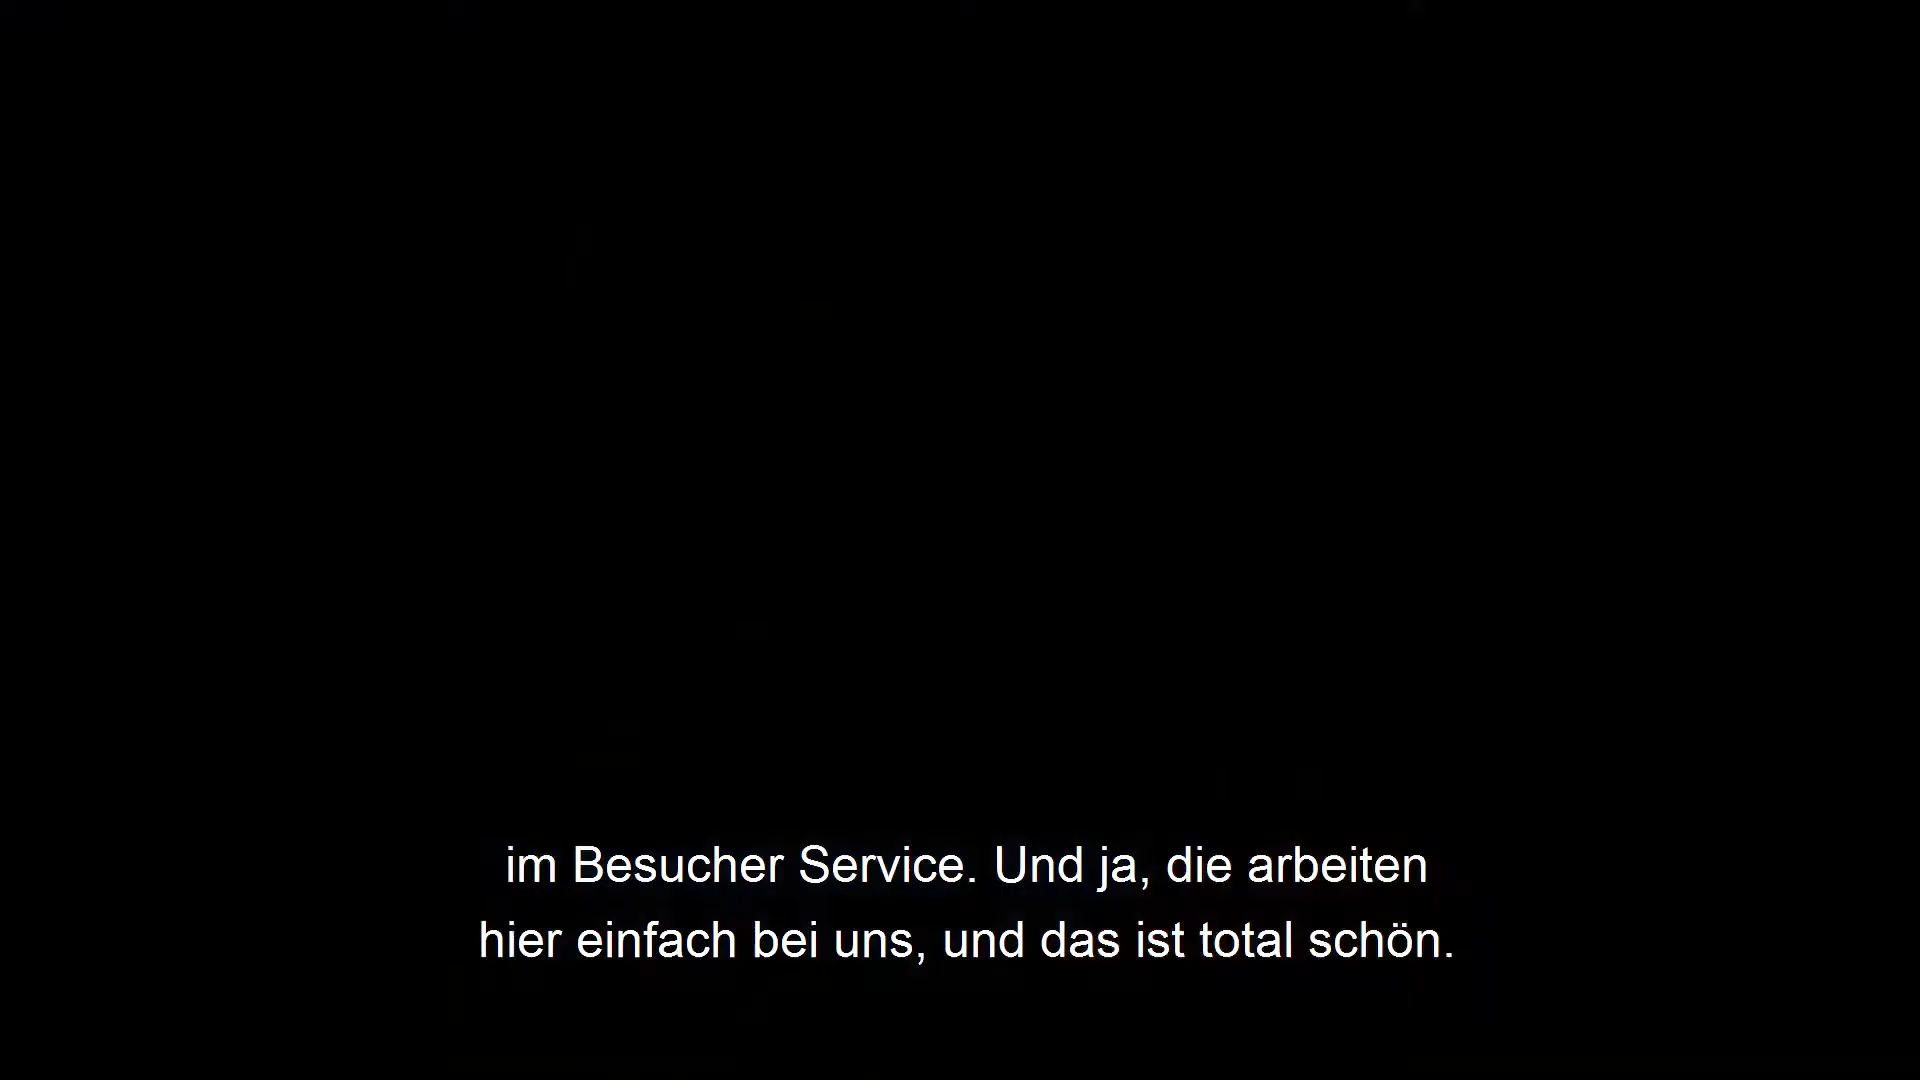 im Besucher Service. Und ja, die arbeiten
hier einfach bei uns, und das ist total schön.